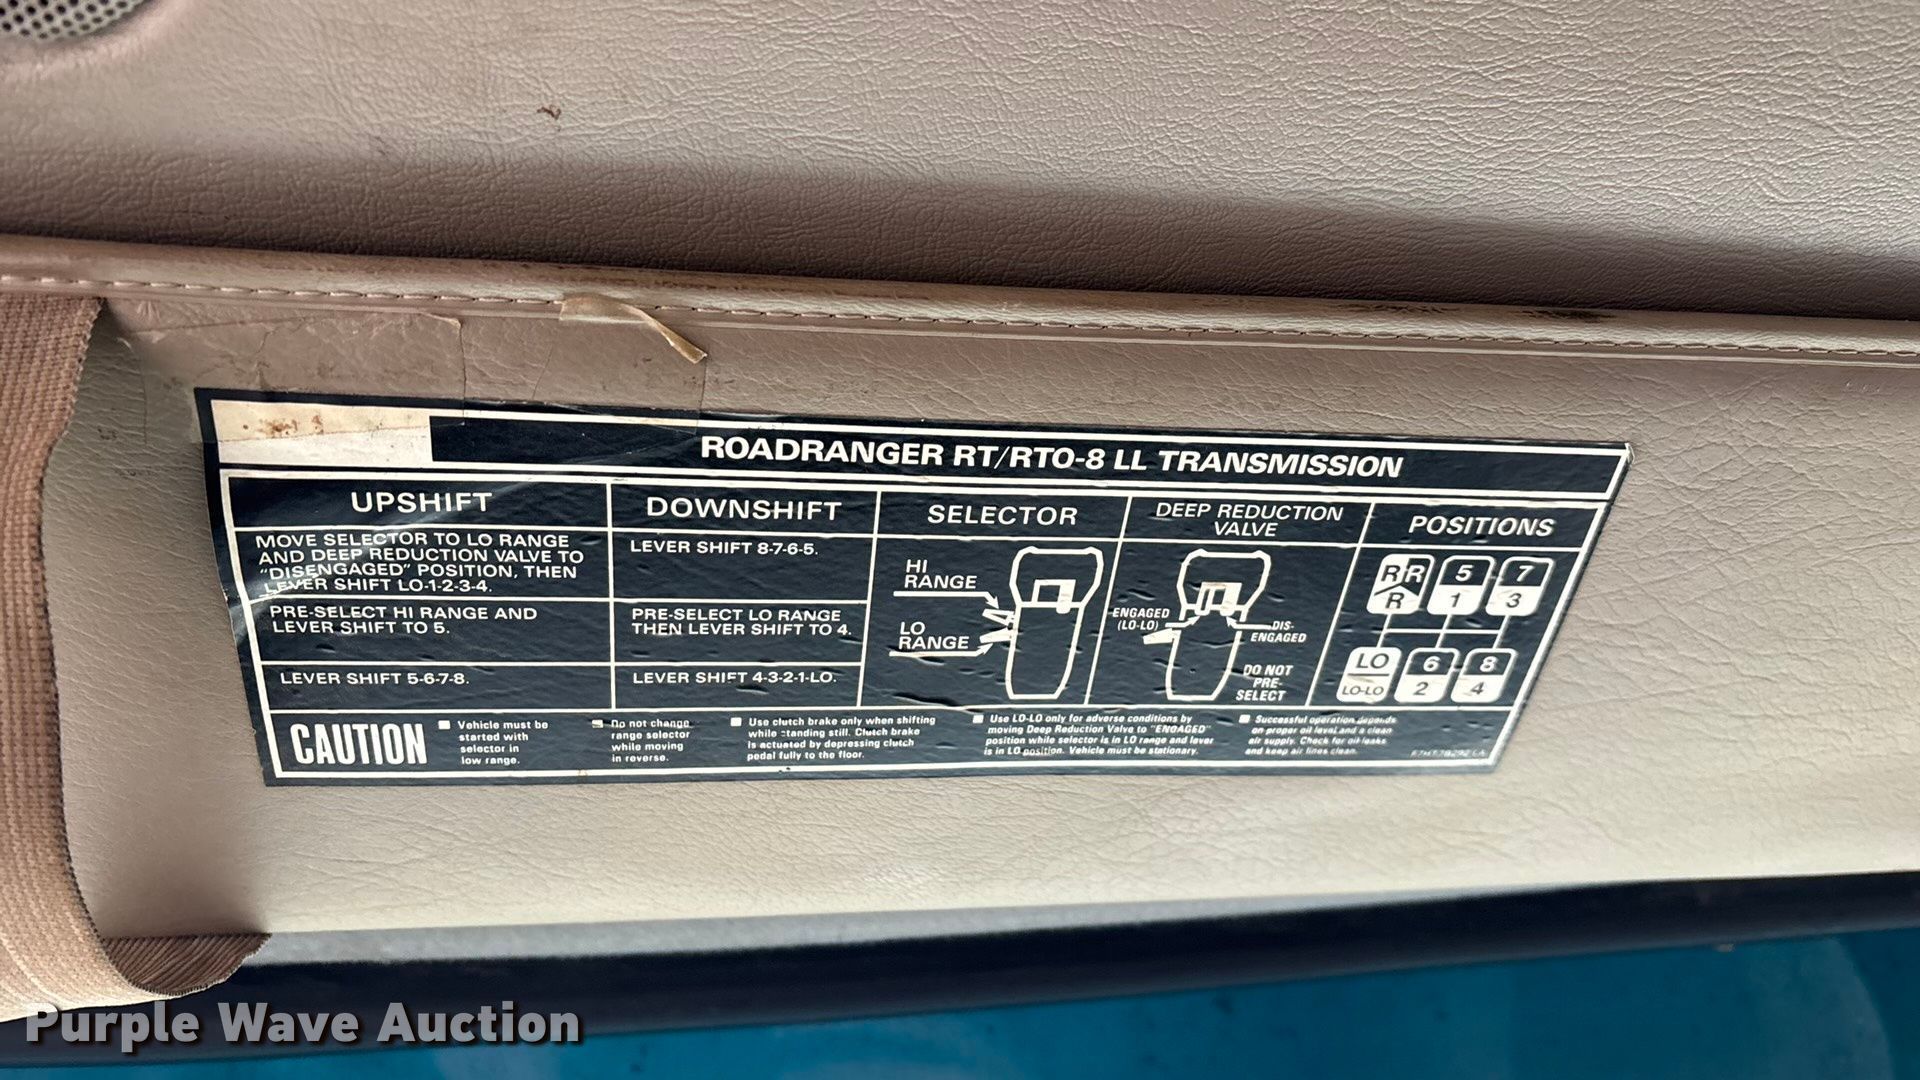 ROADRANGER RT/RTO-8 LL TRANSMISSION
UPSHIFT
MOVE SELECTOR TO LO RANGE
AND DEEP REDUCTION VALVE TO
"DISENGAGED" POSITION, THEN
LEVER SHIFT LO-1-2-3-4.
PRE-SELECT HI RANGE AND
LEVER SHIFT TO 5.
LEVER SHIFT 5-6-7-8.
DOWNSHIFT
LEVER SHIFT 8-7-6-5.
PRE-SELECT LO RANGE
THEN LEVER SHIFT TO 4.
LEVER SHIFT 4-3-2-1-LO.
SELECTOR
HI
RANGE
LO
RANGE
DEEP REDUCTION
VALVE
ENGAGED
(LO-LO)
DIS-
ENGAGED
DO NOT
PRE-
SELECT
POSITIONS
R R 5 7
R 1 3
LO 6 8
LO-LO 2 4
CAUTION
Vehicle must be
started with
selector in
low range.
Do not change
range selector
while moving
in reverse.
Use clutch brake only when shifting
while standing still. Clutch brake
is actuated by depressing clutch
pedal fully to the floor.
Use LO-LO only for adverse conditions by
moving Deep Reduction Valve to "ENGAGED"
position while selector is in LO range and lever
is in LO position. Vehicle must be stationary.
Successful operation depends
on proper oil level and a clean
air supply. Check for oil leaks
and keep air lines clean.
Purple Wave Auction